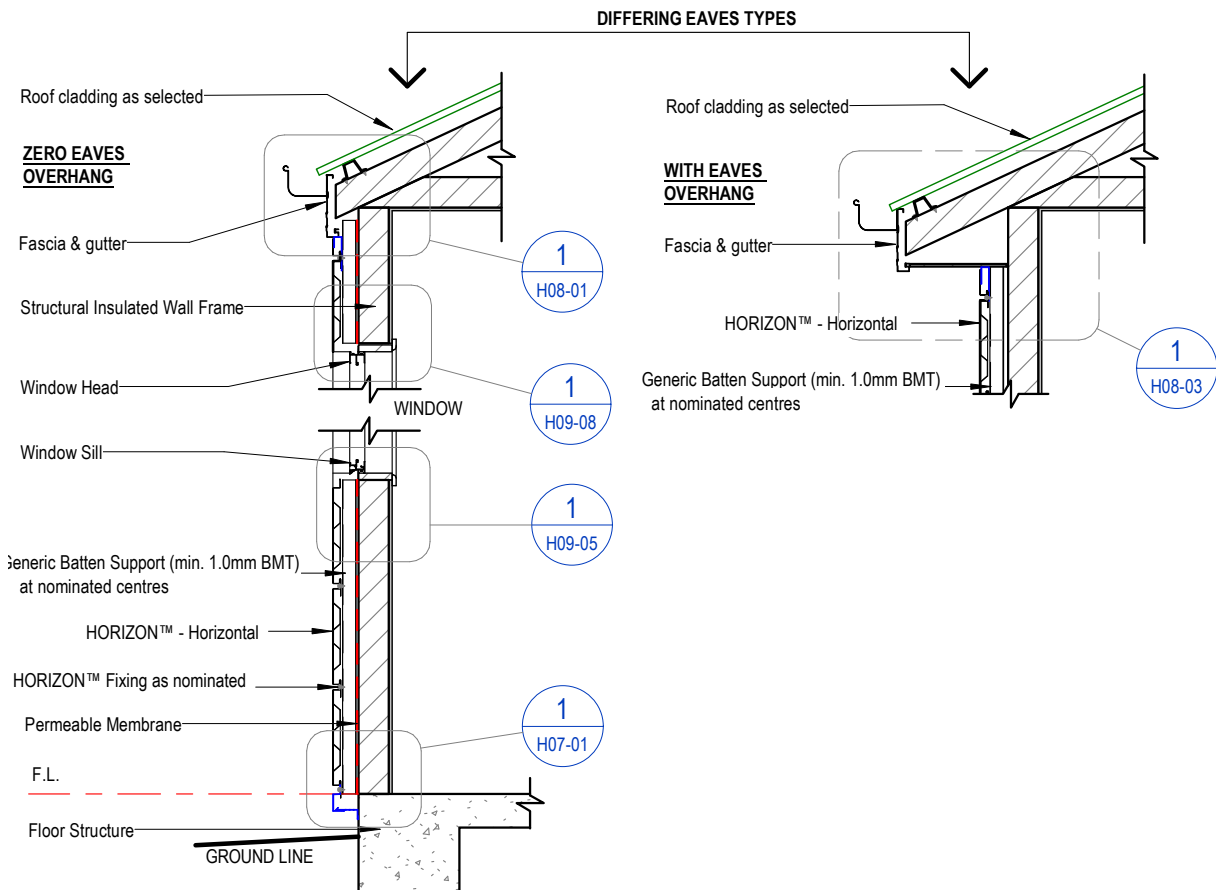 DIFFERING EAVES TYPES
Roof cladding as selected
ZERO EAVES
OVERHANG
Fascia & gutter
1
H08-01
Structural Insulated Wall Frame
Window Head
1
H09-08
WINDOW
Window Sill
1
H09-05
Generic Batten Support (min. 1.0mm BMT)
at nominated centres
HORIZON™ - Horizontal
HORIZON™ Fixing as nominated
Permeable Membrane
1
H07-01
F.L.
Floor Structure
GROUND LINE
Roof cladding as selected
WITH EAVES
OVERHANG
Fascia & gutter
HORIZON™ - Horizontal
1
H08-03
Generic Batten Support (min. 1.0mm BMT)
at nominated centres